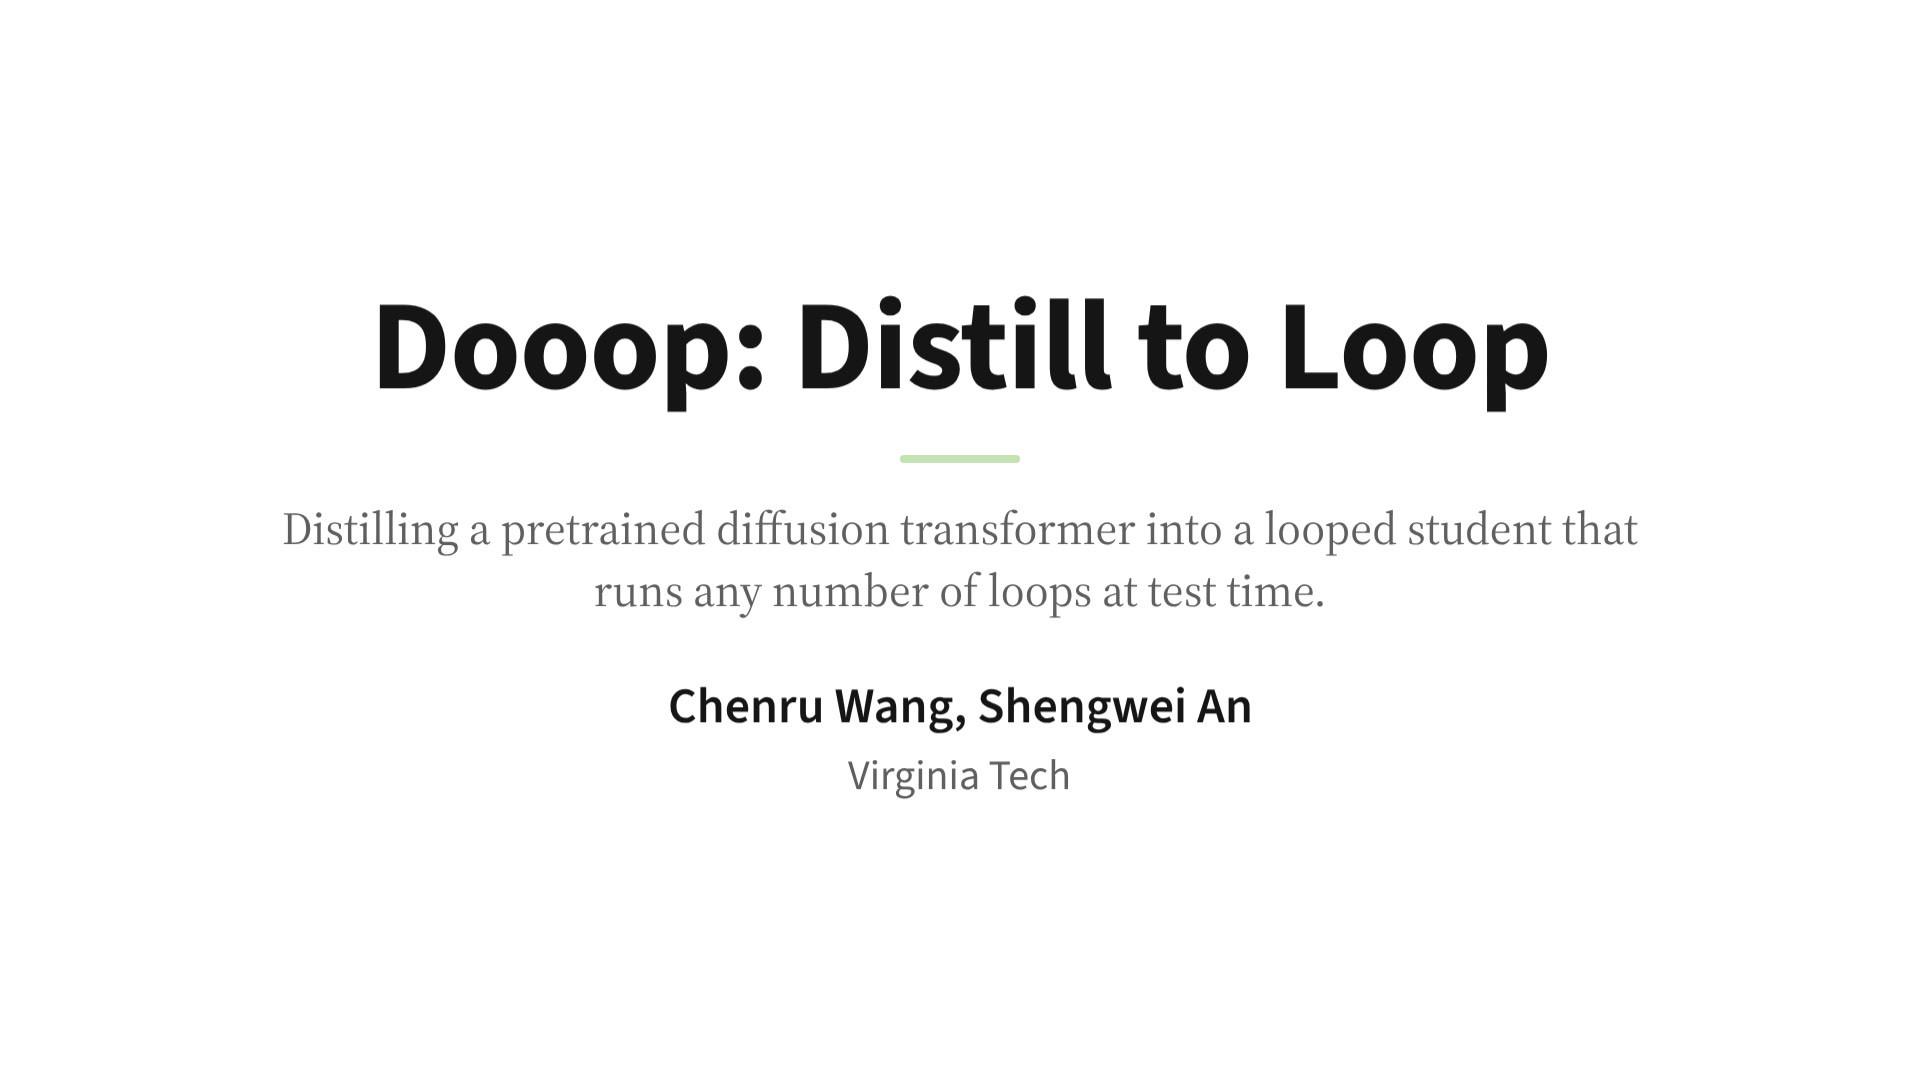 Dooop: Distill to Loop
Distilling a pretrained diffusion transformer into a looped student that
runs any number of loops at test time.
Chenru Wang, Shengwei An
Virginia Tech